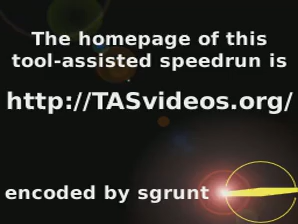 The homepage of this
tool-assisted speedrun is
http://TASvideos.org/
encoded by sgrunt